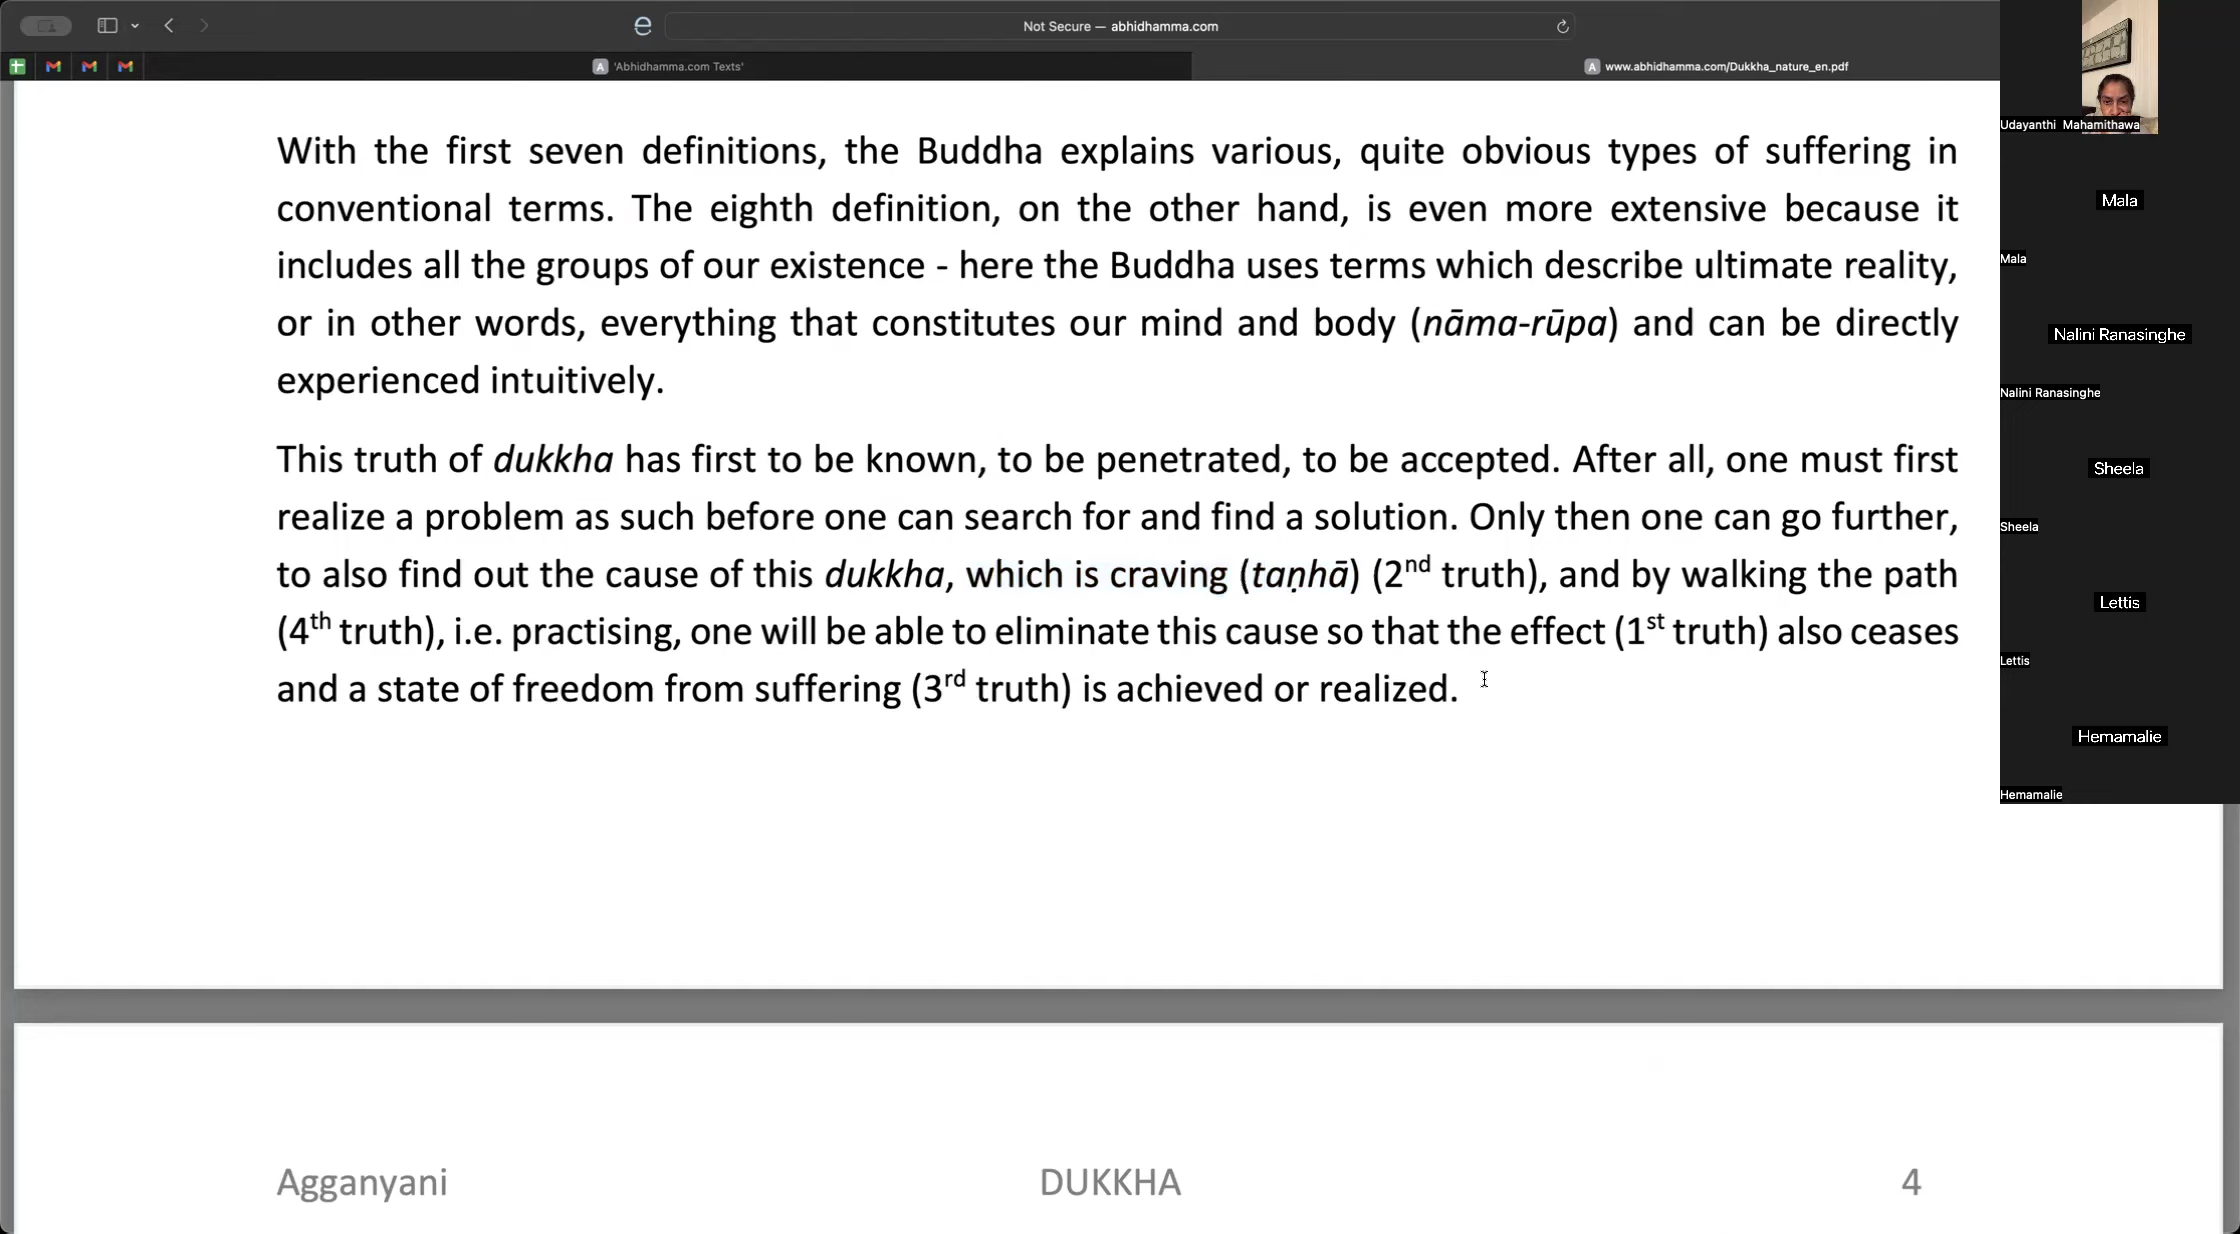 Not Secure — abhidhamma.com
'Abhidhamma.com Texts'
www.abhidhamma.com/Dukkha_nature_en.pdf
With the first seven definitions, the Buddha explains various, quite obvious types of suffering in
conventional terms. The eighth definition, on the other hand, is even more extensive because it
includes all the groups of our existence - here the Buddha uses terms which describe ultimate reality,
or in other words, everything that constitutes our mind and body (nāma-rūpa) and can be directly
experienced intuitively.
This truth of dukkha has first to be known, to be penetrated, to be accepted. After all, one must first
realize a problem as such before one can search for and find a solution. Only then one can go further,
to also find out the cause of this dukkha, which is craving (taṇhā) (2nd truth), and by walking the path
(4th truth), i.e. practising, one will be able to eliminate this cause so that the effect (1st truth) also ceases
and a state of freedom from suffering (3rd truth) is achieved or realized.
Agganyani DUKKHA 4
Udayanthi Mahamithawa
Mala
Mala
Nalini Ranasinghe
Nalini Ranasinghe
Sheela
Sheela
Lettis
Lettis
Hemamalie
Hemamalie